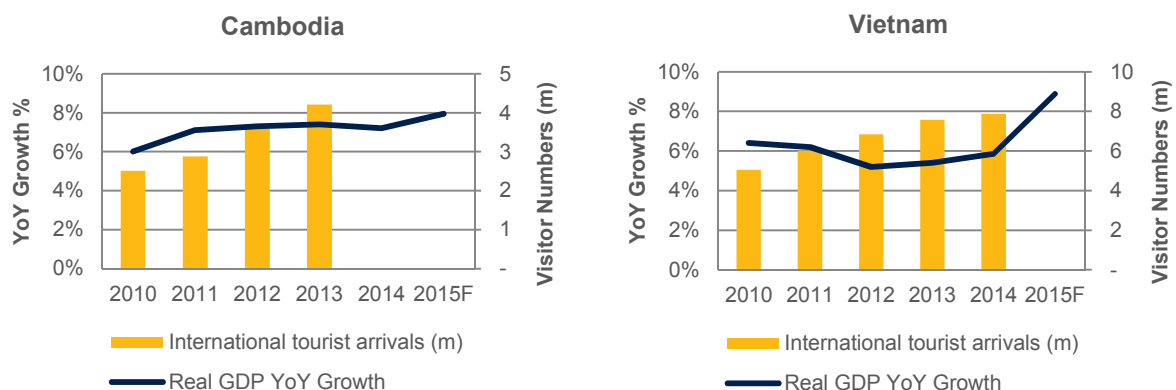 Cambodia
YoY Growth %
10%
8%
6%
4%
2%
0%
5
4
3
2
1
-
Visitor Numbers (m)
2010 2011 2012 2013 2014 2015F
International tourist arrivals (m)
Real GDP YoY Growth
Vietnam
YoY Growth %
10%
8%
6%
4%
2%
0%
10
8
6
4
2
-
Visitor Numbers (m)
2010 2011 2012 2013 2014 2015F
International tourist arrivals (m)
Real GDP YoY Growth